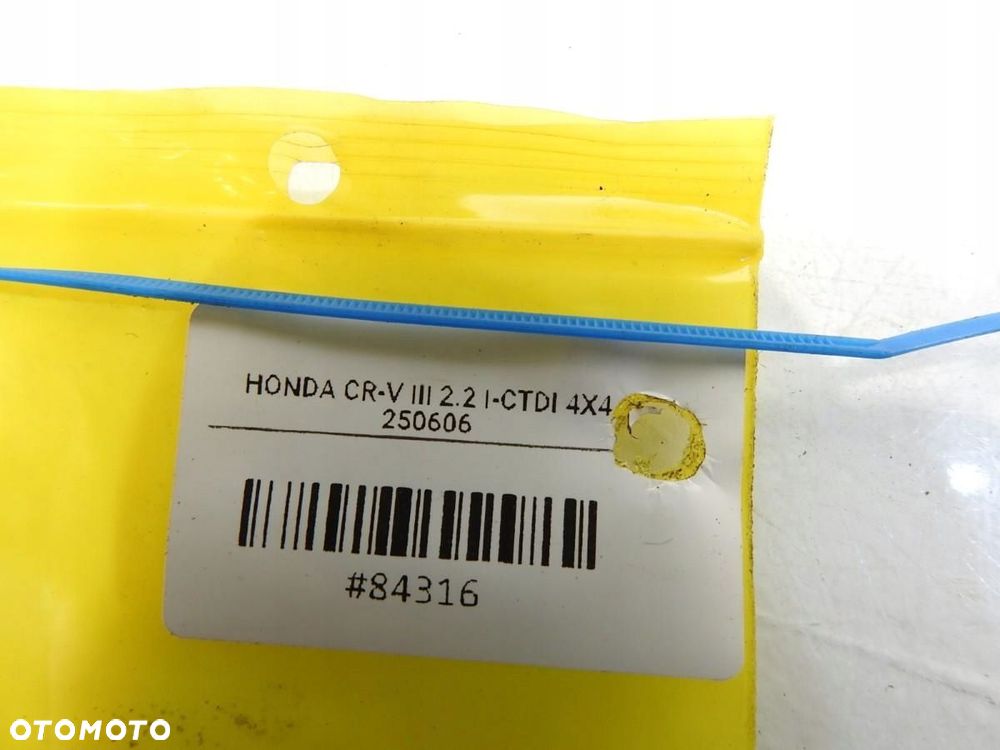 HONDA CR-V III 2.2 I-CTDI 4X4
250606
#84316
OTOMOTO